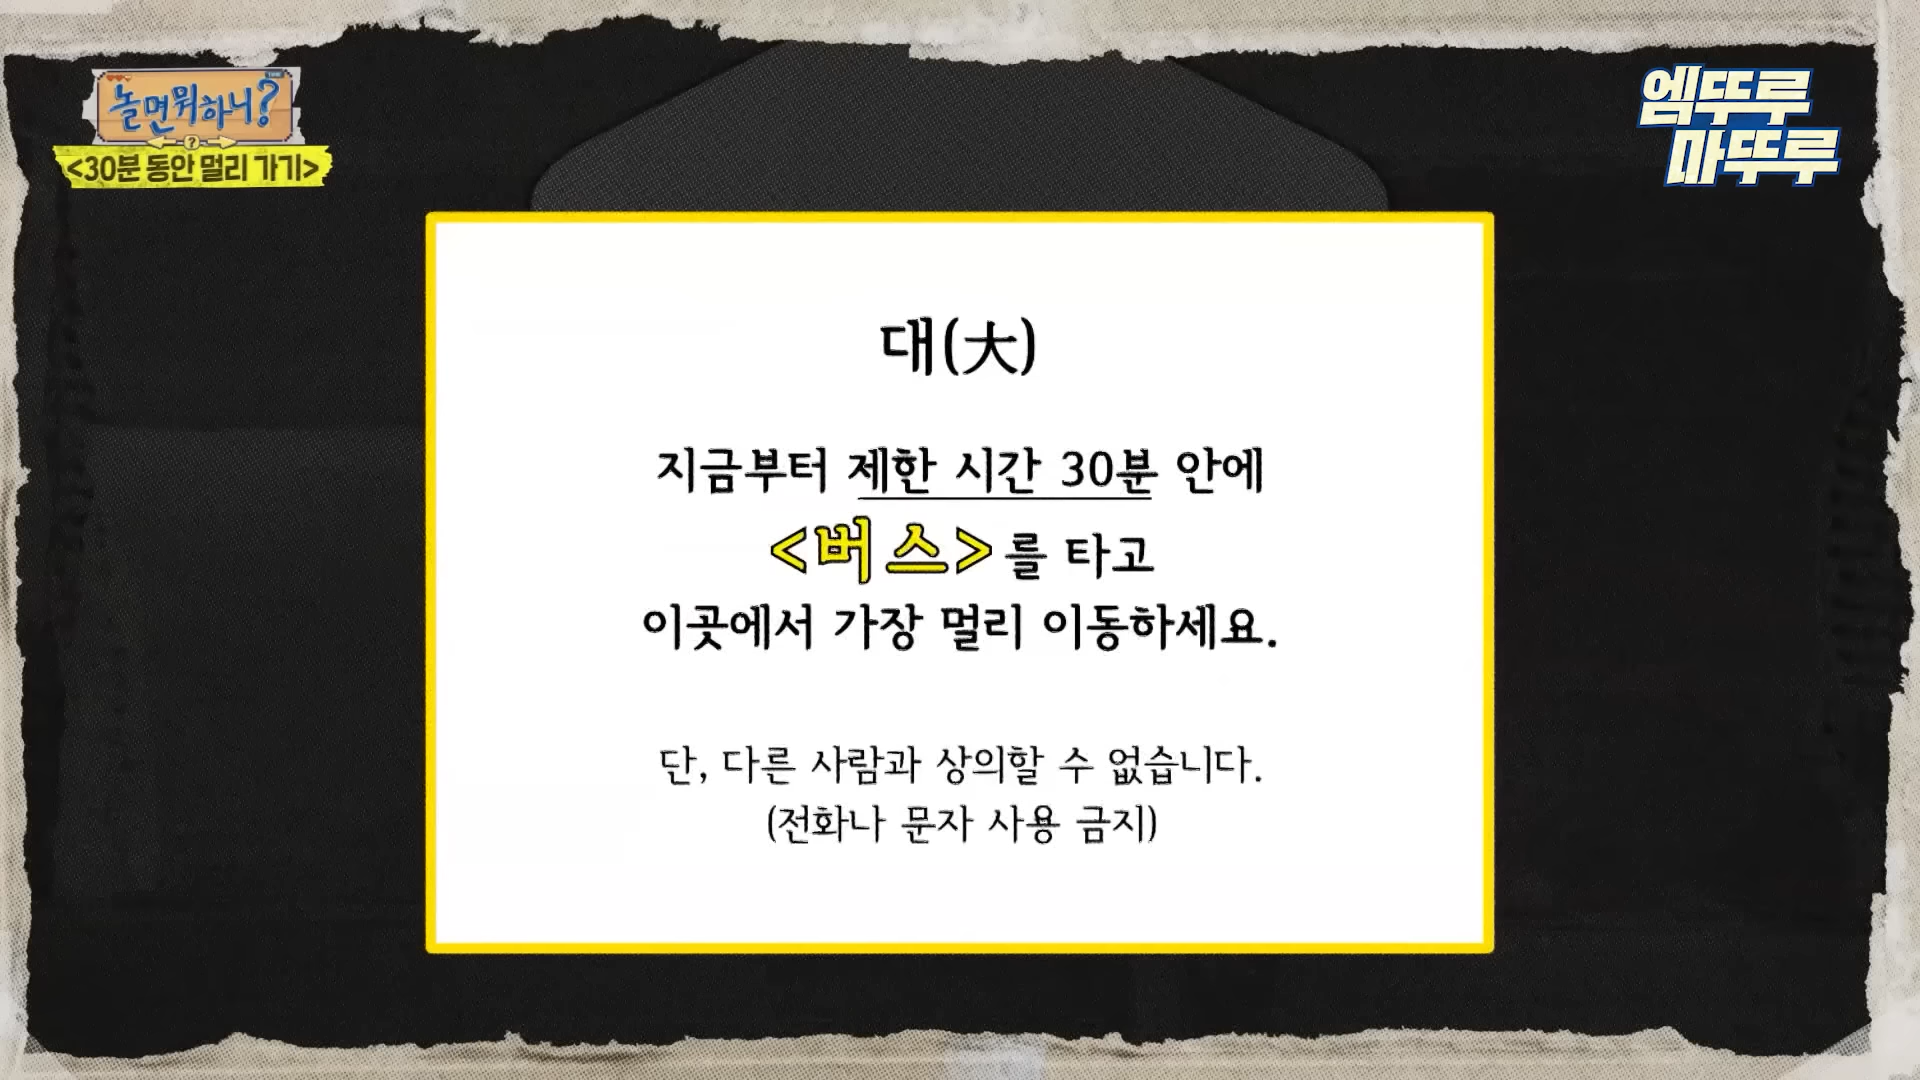 놀면뭐하니?
<30분 동안 멀리 가기>
엠뚜루
마뚜루
대(大)
지금부터 제한 시간 30분 안에
<버스>를 타고
이곳에서 가장 멀리 이동하세요.
단, 다른 사람과 상의할 수 없습니다.
(전화나 문자 사용 금지)